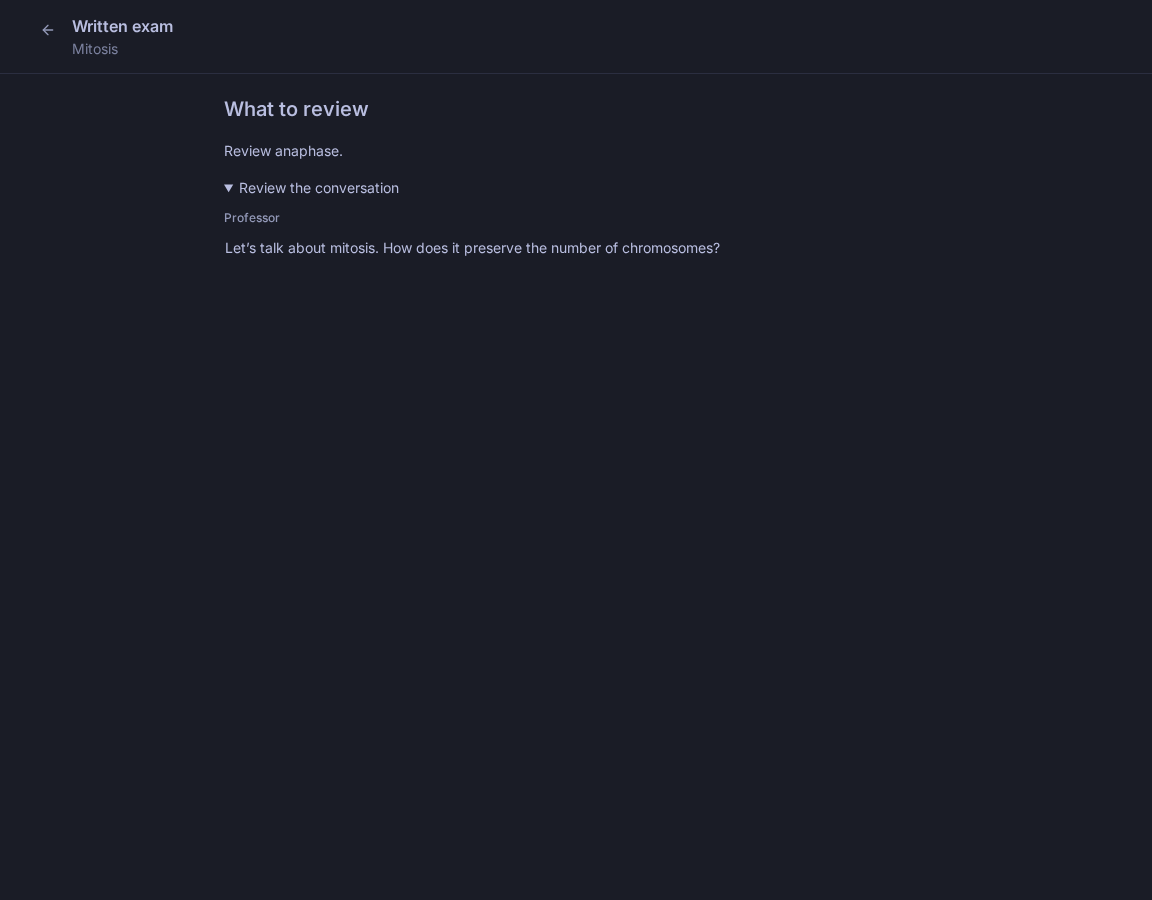 Written exam
Mitosis
What to review
Review anaphase.
Review the conversation
Professor
Let’s talk about mitosis. How does it preserve the number of chromosomes?